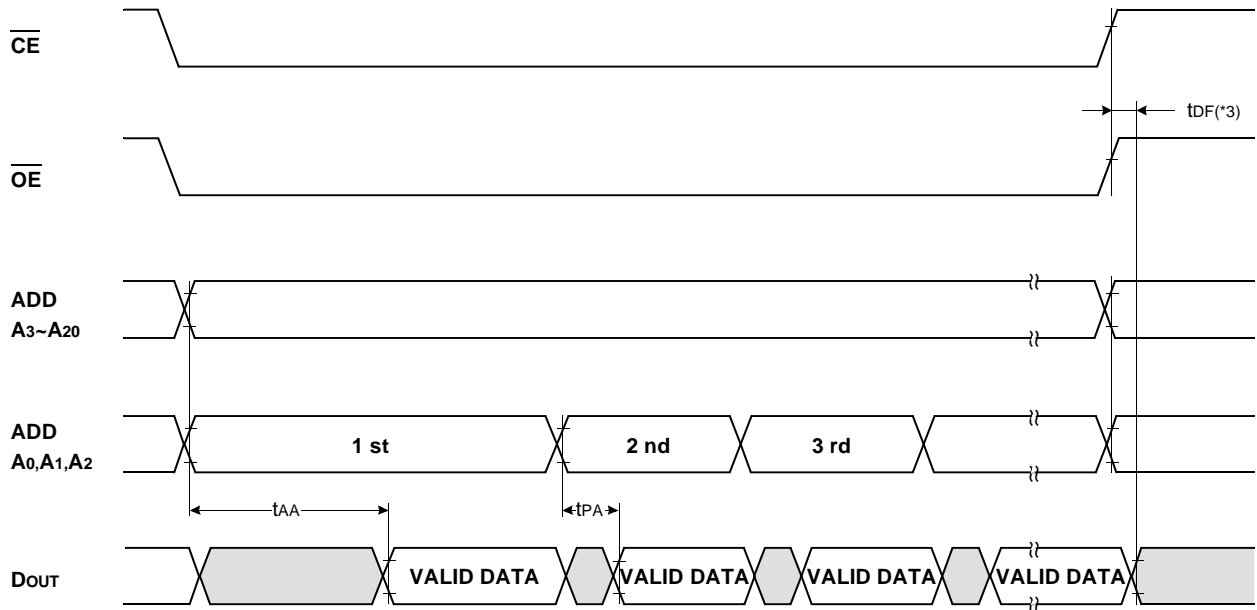 CE
tDF(*3)
OE
ADD
A3~A20
ADD
A0,A1,A2
1 st
2 nd
3 rd
tAA
tPA
DOUT
VALID DATA
VALID DATA
VALID DATA
VALID DATA